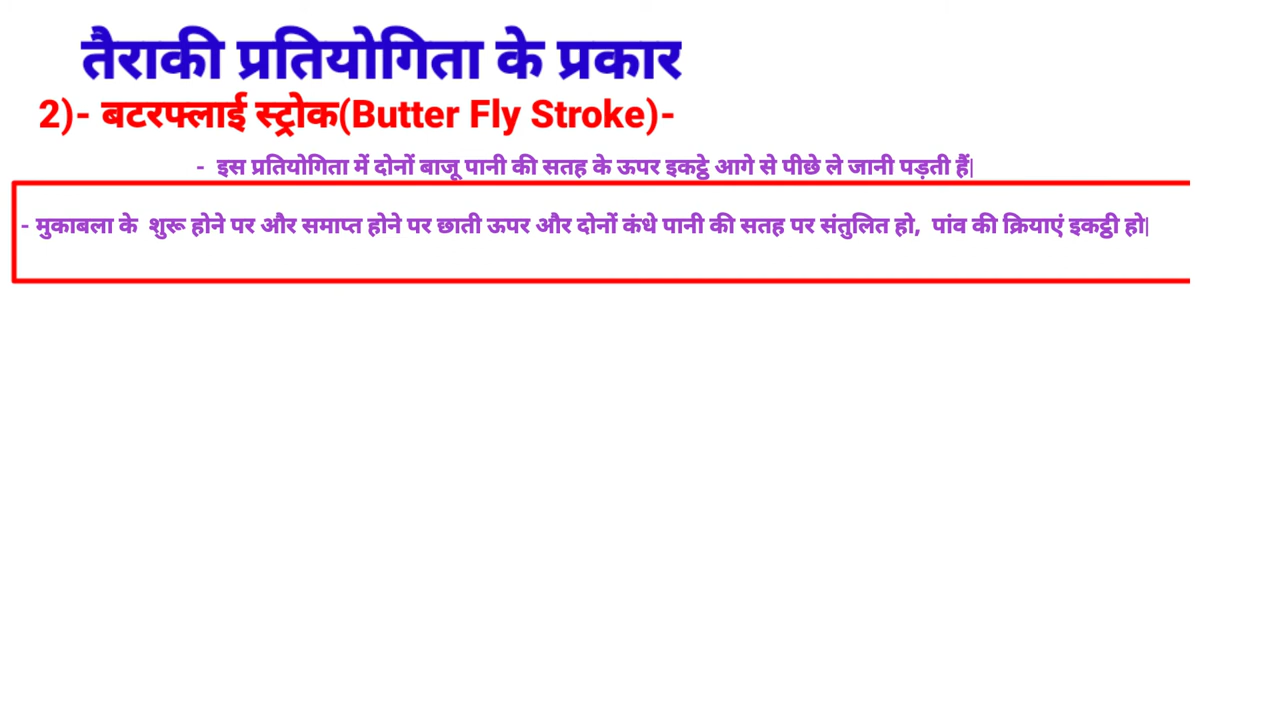 तैराकी प्रतियोगिता के प्रकार
2)- बटरफ्लाई स्ट्रोक(Butter Fly Stroke)-
- इस प्रतियोगिता में दोनों बाजू पानी की सतह के ऊपर इकट्ठे आगे से पीछे ले जानी पड़ती हैं|
- मुकाबला के शुरू होने पर और समाप्त होने पर छाती ऊपर और दोनों कंधे पानी की सतह पर संतुलित हो, पांव की क्रियाएं इकट्ठी हो|